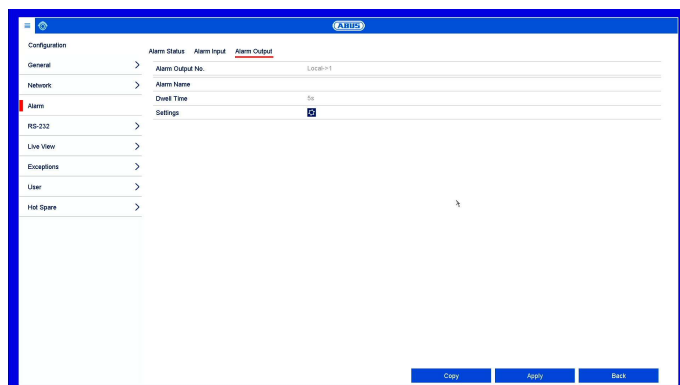 ABUS
Configuration
General
Network
Alarm
RS-232
Live View
Exceptions
User
Hot Spare
Alarm Status Alarm Input Alarm Output
Alarm Output No. Local->1
Alarm Name
Dwell Time 5s
Settings
Copy Apply Back